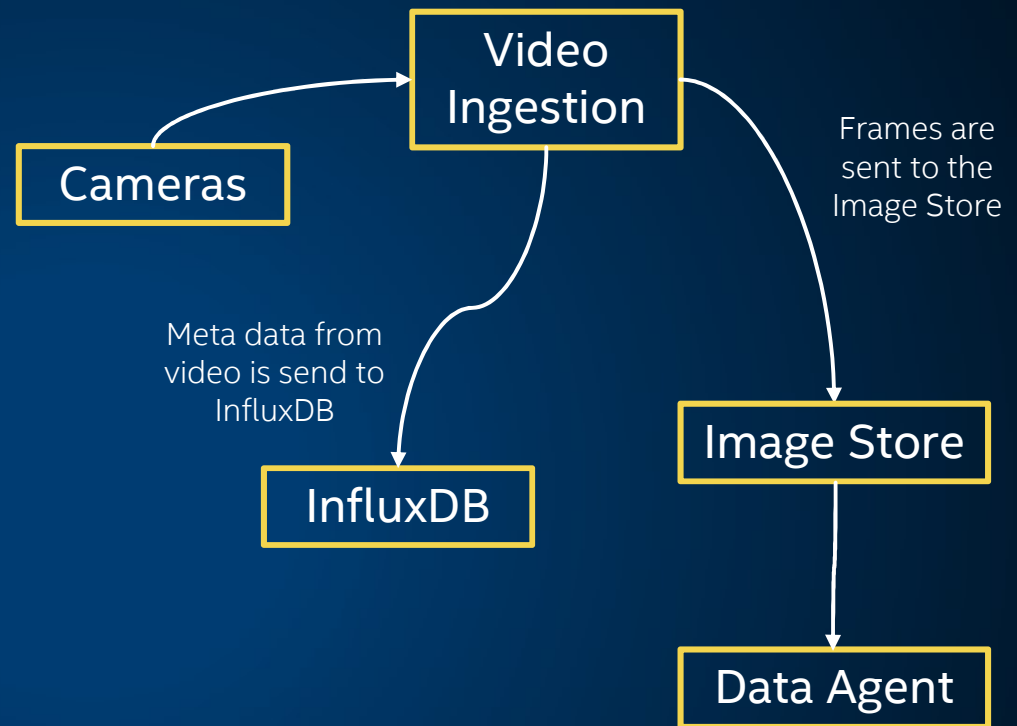 Video
Ingestion
Cameras
Frames are
sent to the
Image Store
Meta data from
video is send to
InfluxDB
Image Store
InfluxDB
Data Agent